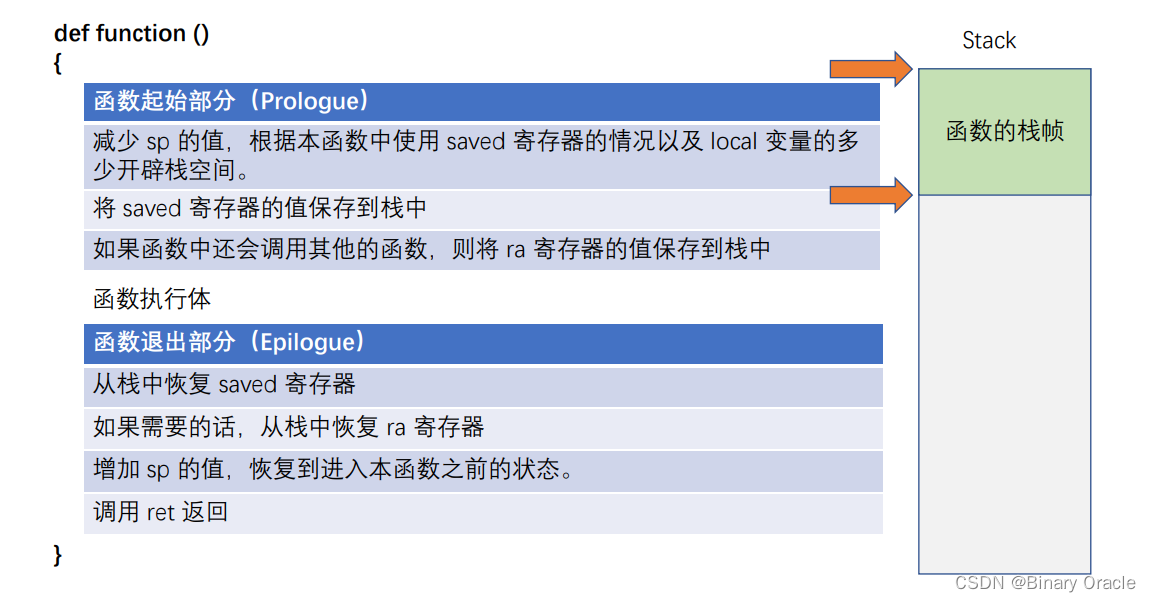 def function ()
{
Stack
函数起始部分（Prologue）
减少 sp 的值，根据本函数中使用 saved 寄存器的情况以及 local 变量的多
少开辟栈空间。
将 saved 寄存器的值保存到栈中
如果函数中还会调用其他的函数，则将 ra 寄存器的值保存到栈中
函数的栈帧
函数执行体
函数退出部分（Epilogue）
从栈中恢复 saved 寄存器
如果需要的话，从栈中恢复 ra 寄存器
增加 sp 的值，恢复到进入本函数之前的状态。
调用 ret 返回
}
CSDN @Binary Oracle